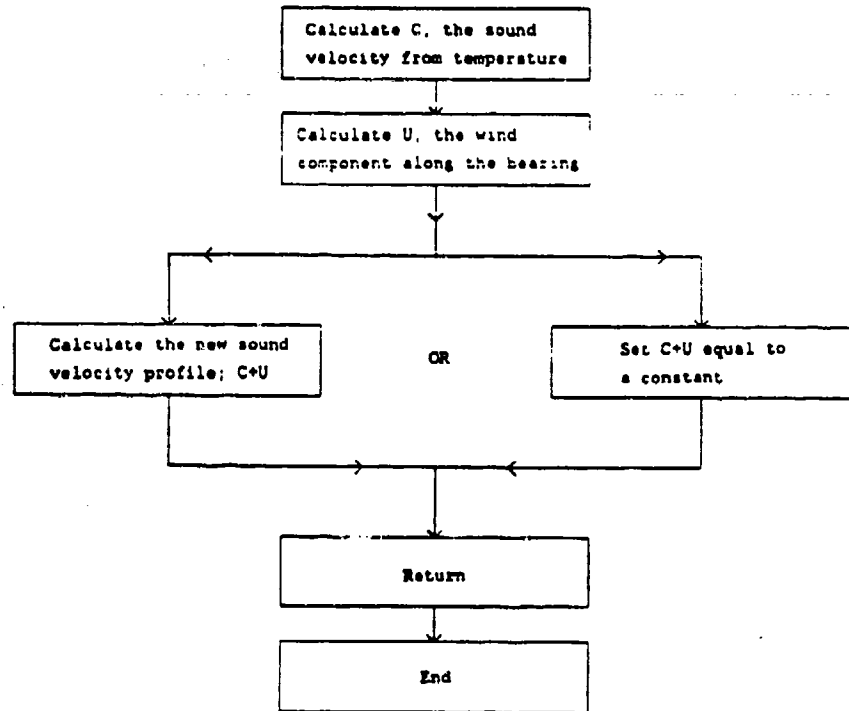 Calculate C, the sound
velocity from temperature
Calculate U, the wind
component along the bearing
Calculate the new sound
velocity profile; C+U
OR
Set C+U equal to
a constant
Return
End